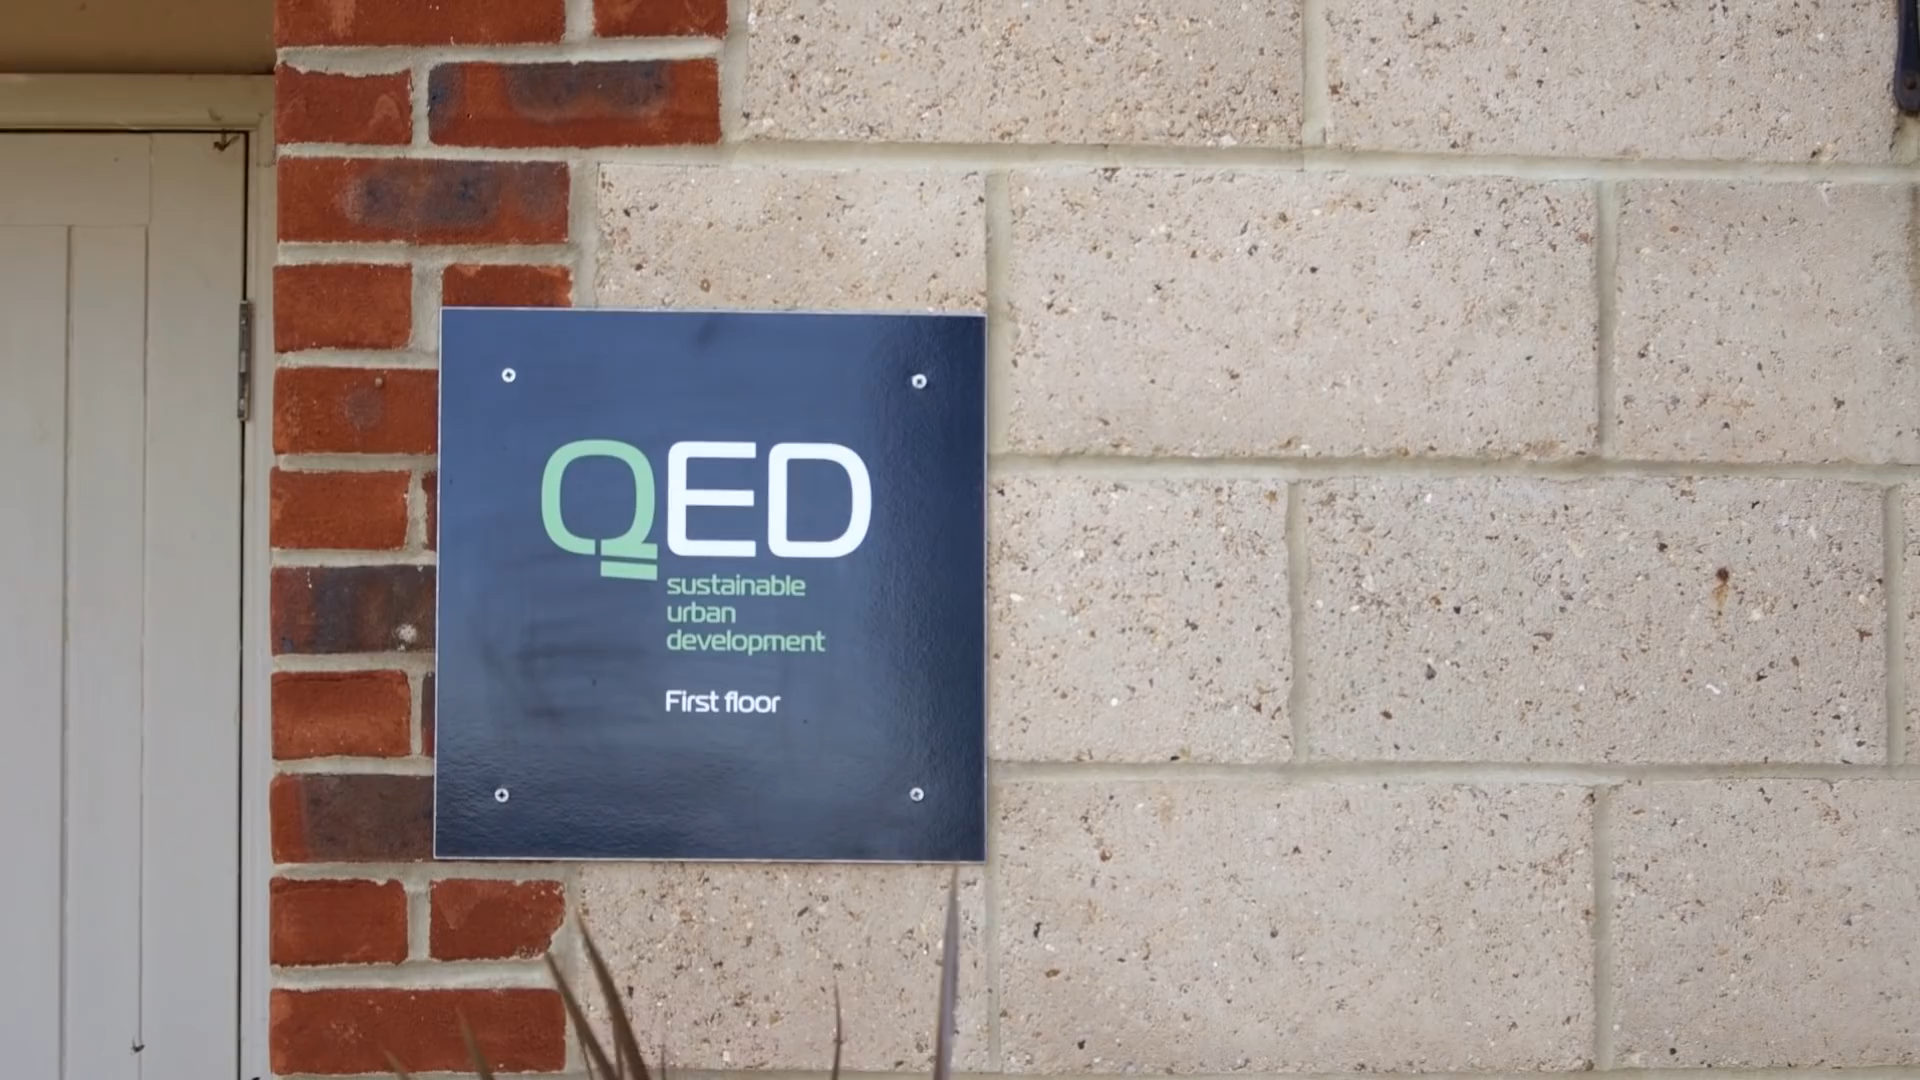 QED
sustainable
urban
development
First floor